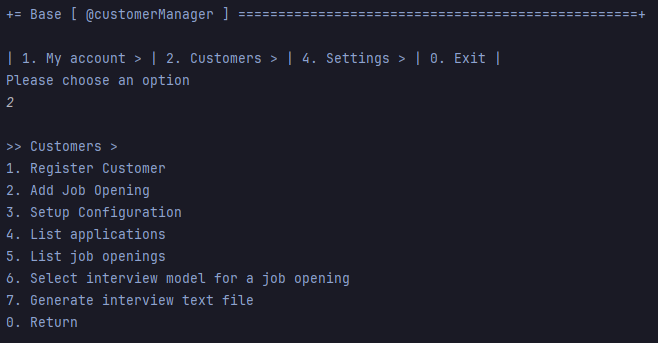 += Base [ @customerManager ] ==================================================+
| 1. My account > | 2. Customers > | 4. Settings > | 0. Exit |
Please choose an option
2
>> Customers >
1. Register Customer
2. Add Job Opening
3. Setup Configuration
4. List applications
5. List job openings
6. Select interview model for a job opening
7. Generate interview text file
0. Return